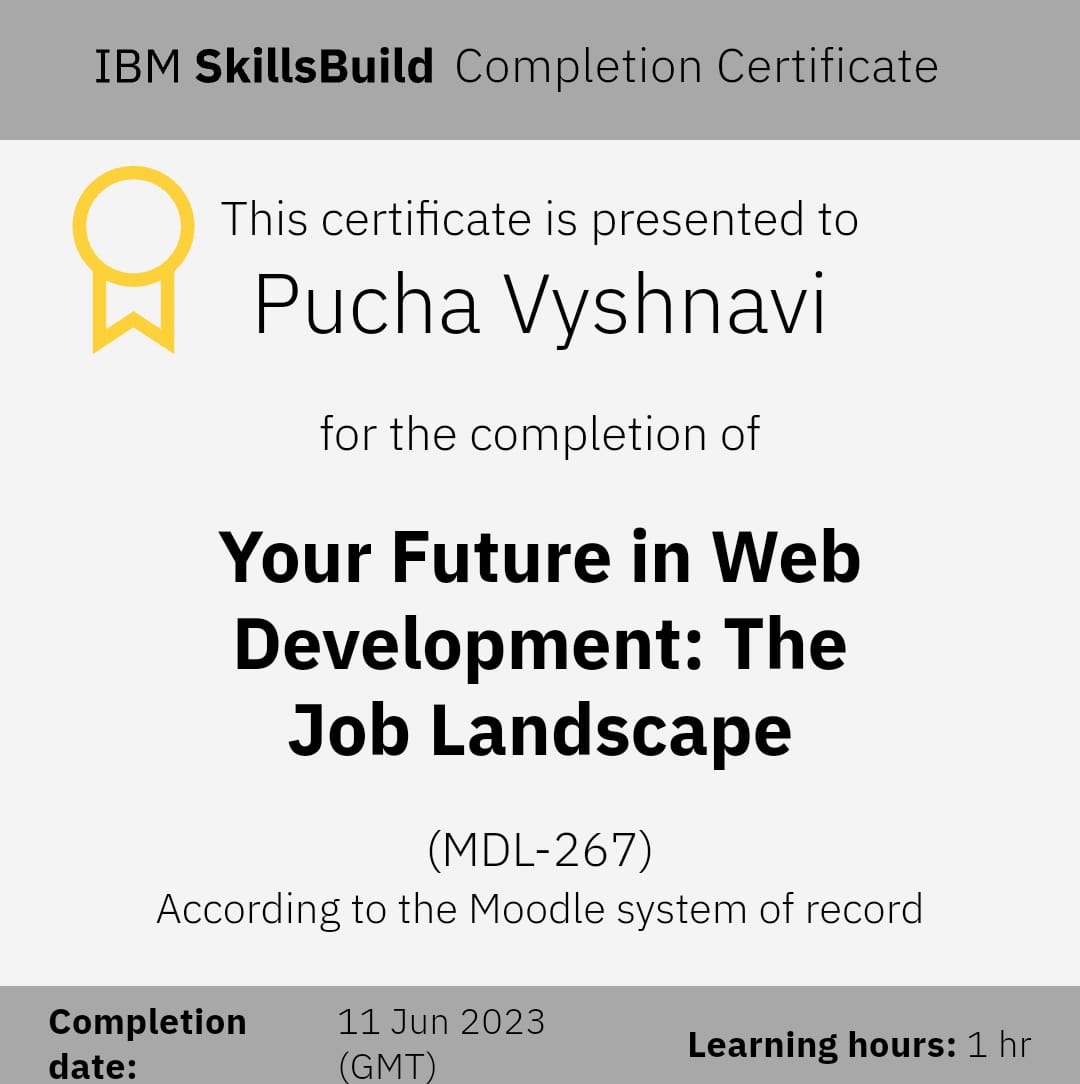 IBM SkillsBuild Completion Certificate
This certificate is presented to
Pucha Vyshnavi
for the completion of
Your Future in Web
Development: The
Job Landscape
(MDL-267)
According to the Moodle system of record
Completion
date:
11 Jun 2023
(GMT)
Learning hours: 1 hr